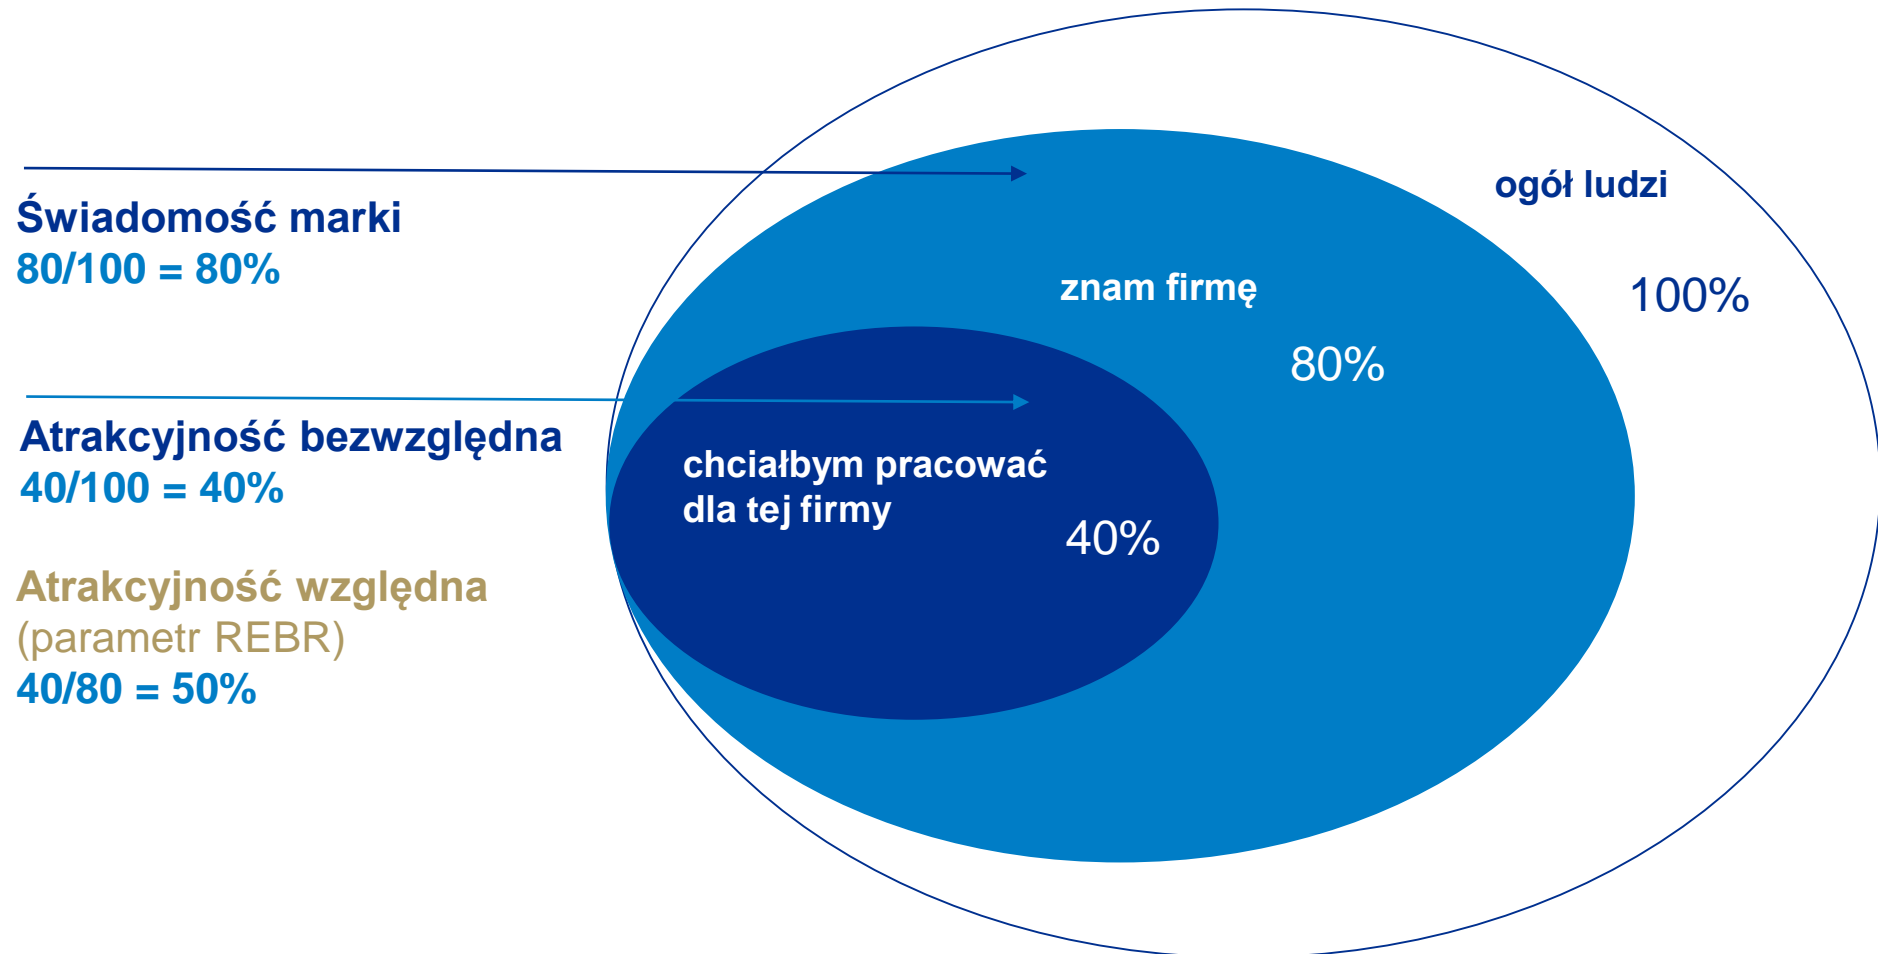 Świadomość marki
80/100 = 80%
Atrakcyjność bezwzględna
40/100 = 40%
Atrakcyjność względna
(parametr REBR)
40/80 = 50%
ogół ludzi
100%
znam firmę
80%
chciałbym pracować
dla tej firmy
40%